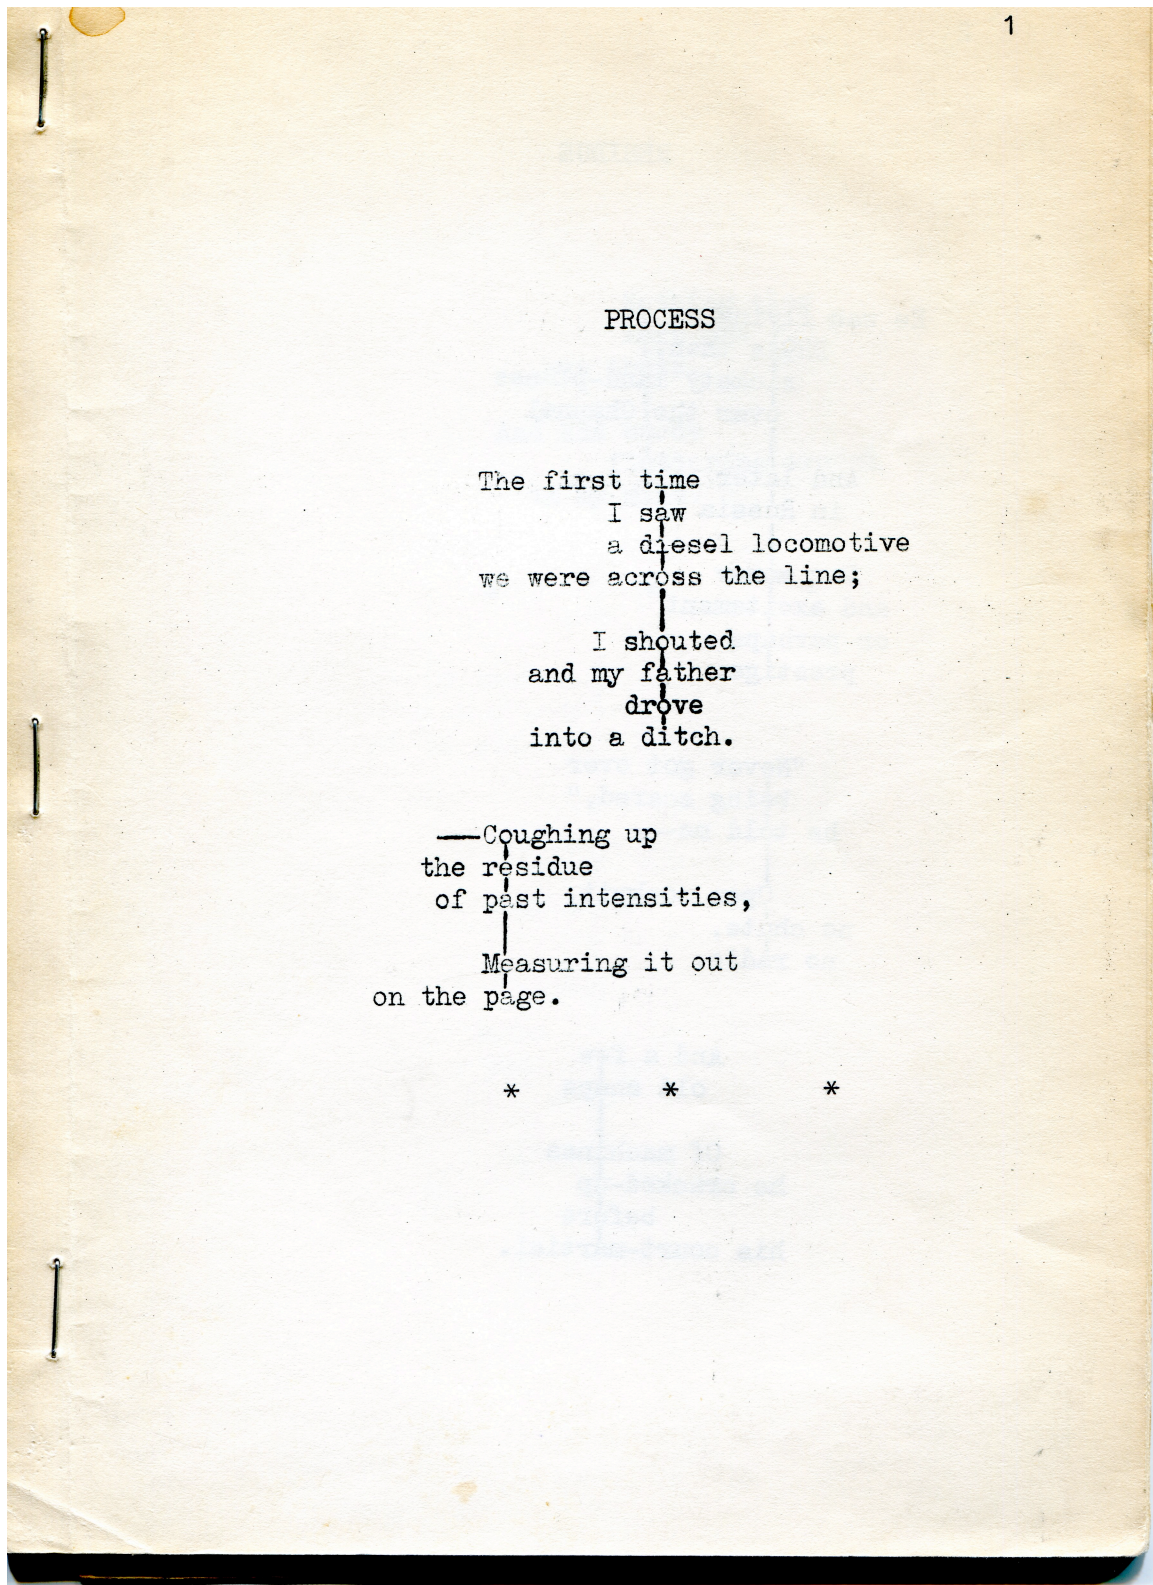 1
PROCESS
The first time
I saw
a diesel locomotive
we were across the line;
I shouted
and my father
drove
into a ditch.
—Coughing up
the residue
of past intensities,
Measuring it out
on the page.
* * *